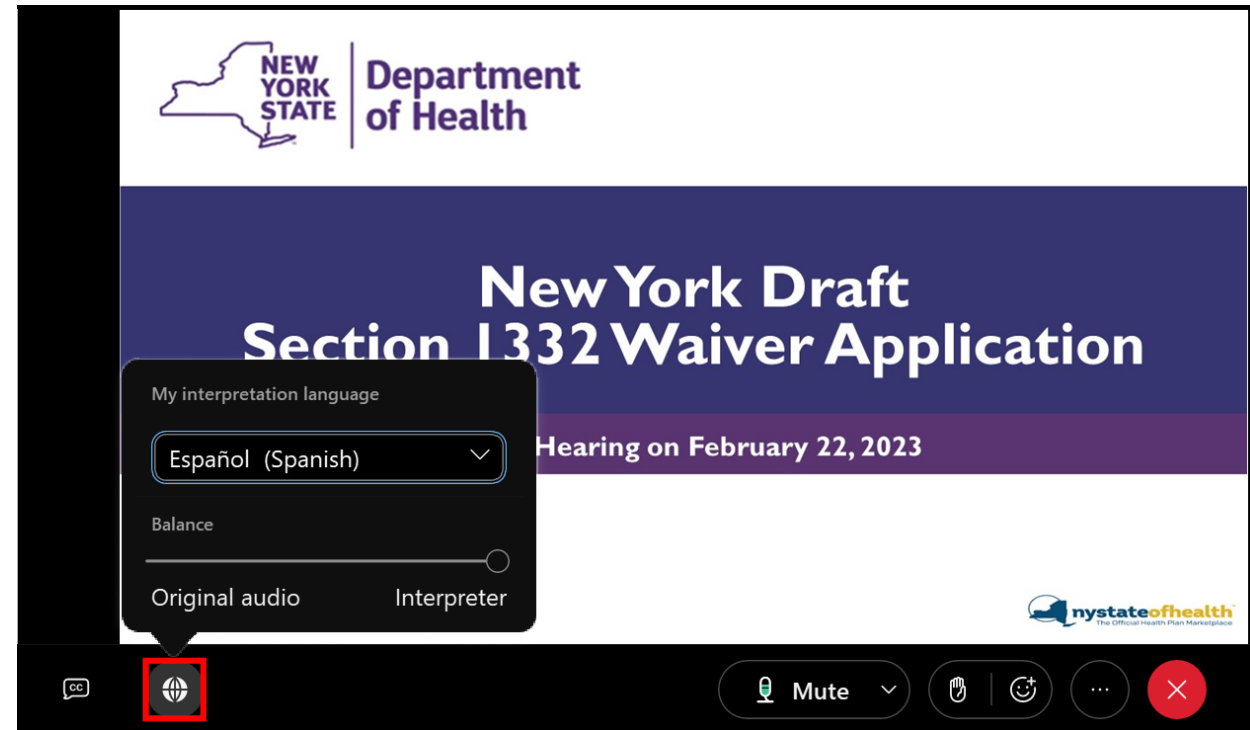 NEW
YORK
STATE
Department
of Health
New York Draft
Section 1332 Waiver Application
Hearing on February 22, 2023
My interpretation language
Español (Spanish)
Balance
Original audio Interpreter
nystateofhealth
The Official Health Plan Marketplace
CC
Mute